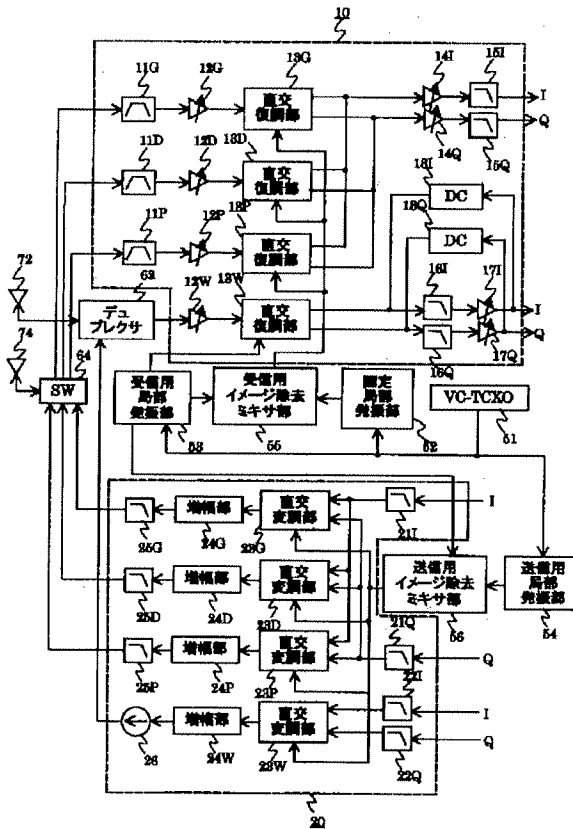 10
11G
12G
13G
14I
15I
直交
復調部
I
Q
11D
12D
13D
14Q
15Q
直交
復調部
18I
DC
11P
12P
13P
18Q
直交
復調部
DC
72
62
12W
13W
16I
17I
デュ
プレクサ
直交
復調部
I
Q
74
64
16Q
17Q
SW
受信用
局部
発振部
受信用
イメージ除去
ミキサ部
固定
局部
発振部
VC-TCXO
53
55
52
51
増幅部
直交
変調部
I
25G
24G
23G
21I
増幅部
直交
変調部
送信用
イメージ除去
ミキサ部
送信用
局部
発振部
25D
24D
23D
21Q
56
54
増幅部
直交
変調部
Q
25P
24P
23P
22I
増幅部
直交
変調部
I
Q
26
24W
23W
22Q
20